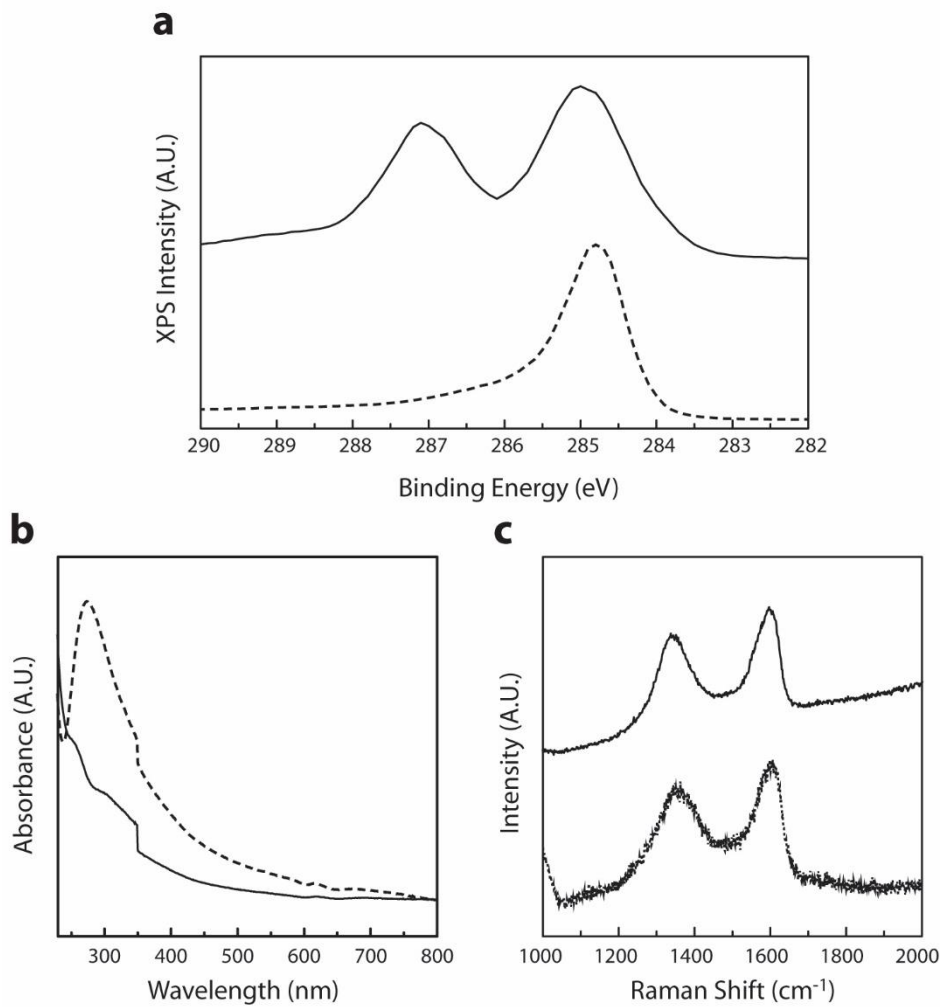 a
XPS Intensity (A.U.)
290 289 288 287 286 285 284 283 282
Binding Energy (eV)
b
Absorbance (A.U.)
300 400 500 600 700 800
Wavelength (nm)
c
Intensity (A.U.)
1000 1200 1400 1600 1800 2000
Raman Shift (cm⁻¹)